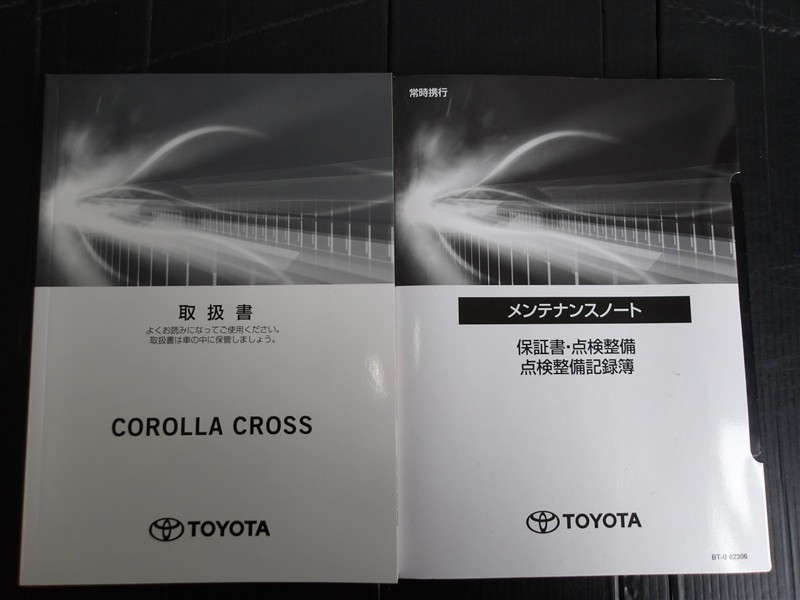 取扱書
よくお読みになってご使用ください。
取扱書は車の中に保管しましょう。
COROLLA CROSS
TOYOTA
常時携行
メンテナンスノート
保証書・点検整備
点検整備記録簿
TOYOTA
BT-0 62306